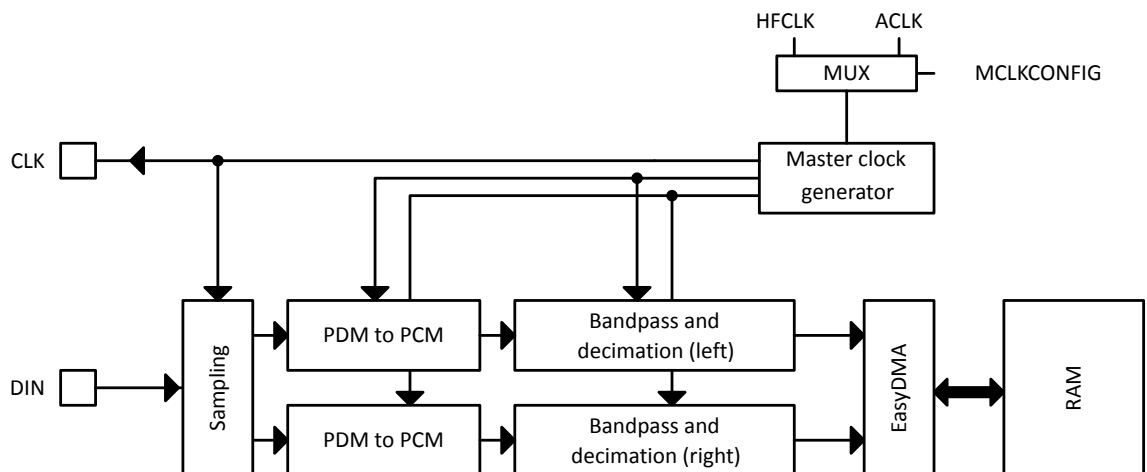 HFCLK ACLK
MUX MCLKCONFIG
CLK
Master clock
generator
Sampling
PDM to PCM
Bandpass and
decimation (left)
EasyDMA
RAM
DIN
PDM to PCM
Bandpass and
decimation (right)